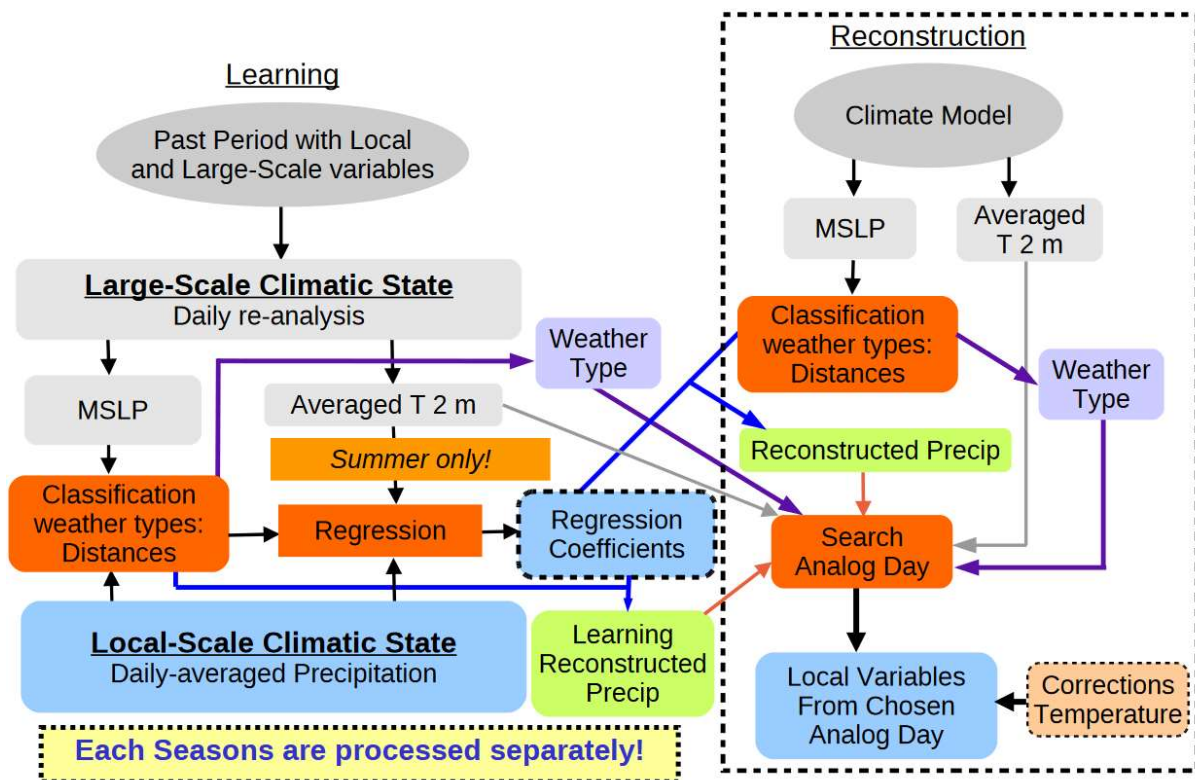 Learning
Past Period with Local
and Large-Scale variables
Large-Scale Climatic State
Daily re-analysis
MSLP
Averaged T 2 m
Summer only!
Classification
weather types:
Distances
Regression
Regression
Coefficients
Weather
Type
Local-Scale Climatic State
Daily-averaged Precipitation
Learning
Reconstructed
Precip
Each Seasons are processed separately!
Reconstruction
Climate Model
MSLP
Averaged
T 2 m
Classification
weather types:
Distances
Weather
Type
Reconstructed Precip
Search
Analog Day
Local Variables
From Chosen
Analog Day
Corrections
Temperature